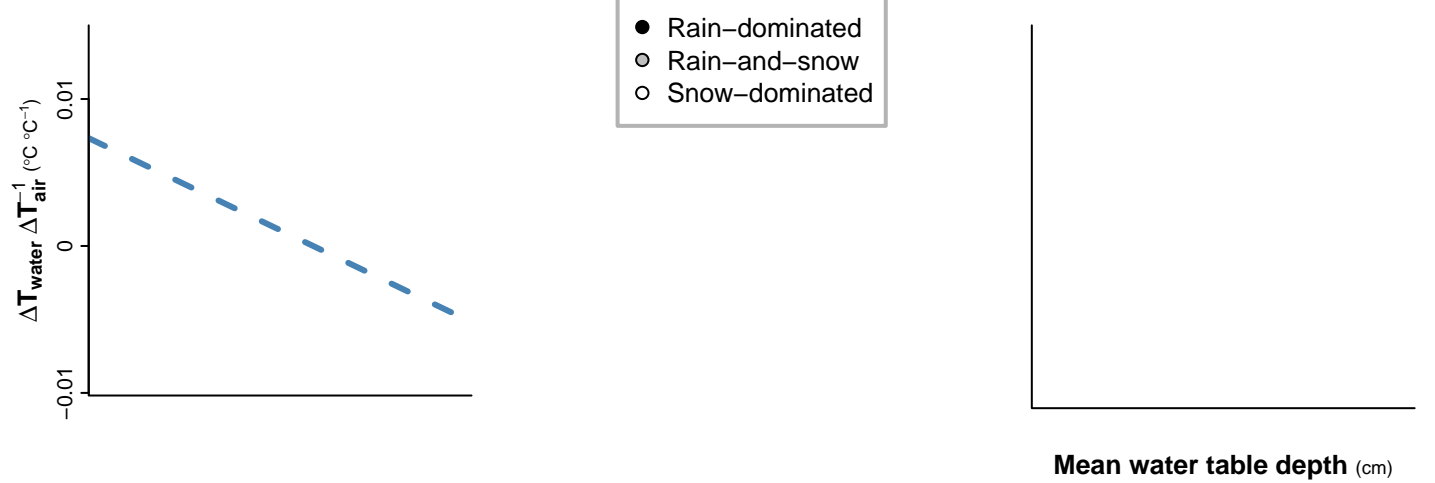 ΔTwater ΔTair−1 (°C °C−1)
0.01
0
−0.01
Rain−dominated
Rain−and−snow
Snow−dominated
Mean water table depth (cm)